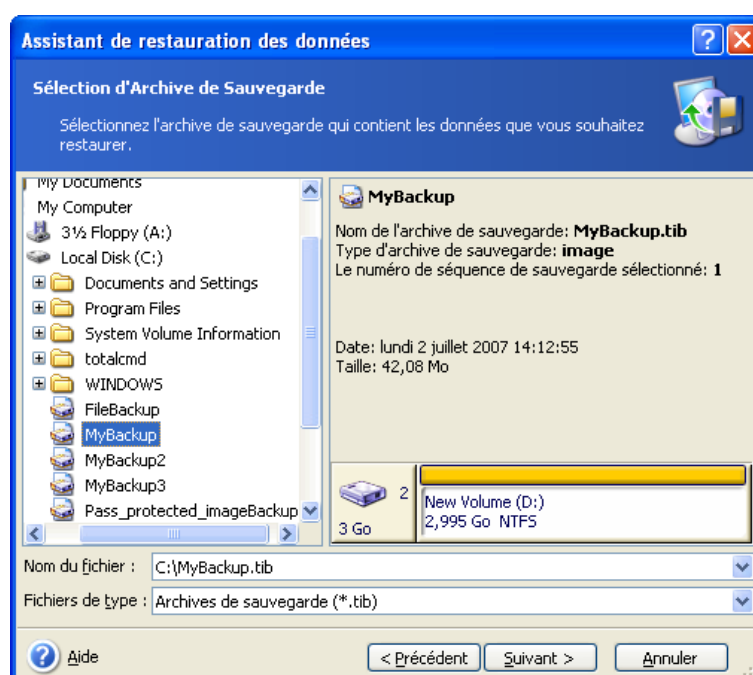 Assistant de restauration des données
Sélection d'Archive de Sauvegarde
Sélectionnez l'archive de sauvegarde qui contient les données que vous souhaitez
restaurer.
My Documents
My Computer
3½ Floppy (A:)
Local Disk (C:)
Documents and Settings
Program Files
System Volume Information
totalcmd
WINDOWS
FileBackup
MyBackup
MyBackup2
MyBackup3
Pass_protected_imageBackup
MyBackup
Nom de l'archive de sauvegarde: MyBackup.tib
Type d'archive de sauvegarde: image
Le numéro de séquence de sauvegarde sélectionné: 1
Date: lundi 2 juillet 2007 14:12:55
Taille: 42,08 Mo
2
3 Go
New Volume (D:)
2,995 Go NTFS
Nom du fichier : C:\MyBackup.tib
Fichiers de type : Archives de sauvegarde (*.tib)
Aide
< Précédent
Suivant >
Annuler